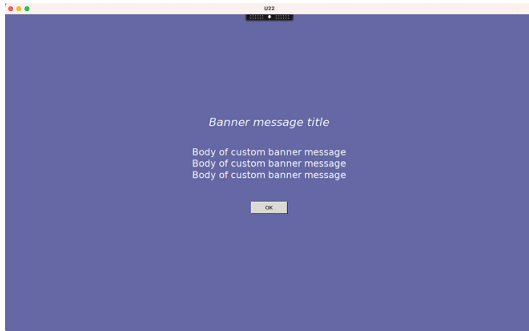 U22
Banner message title
Body of custom banner message
Body of custom banner message
Body of custom banner message
OK